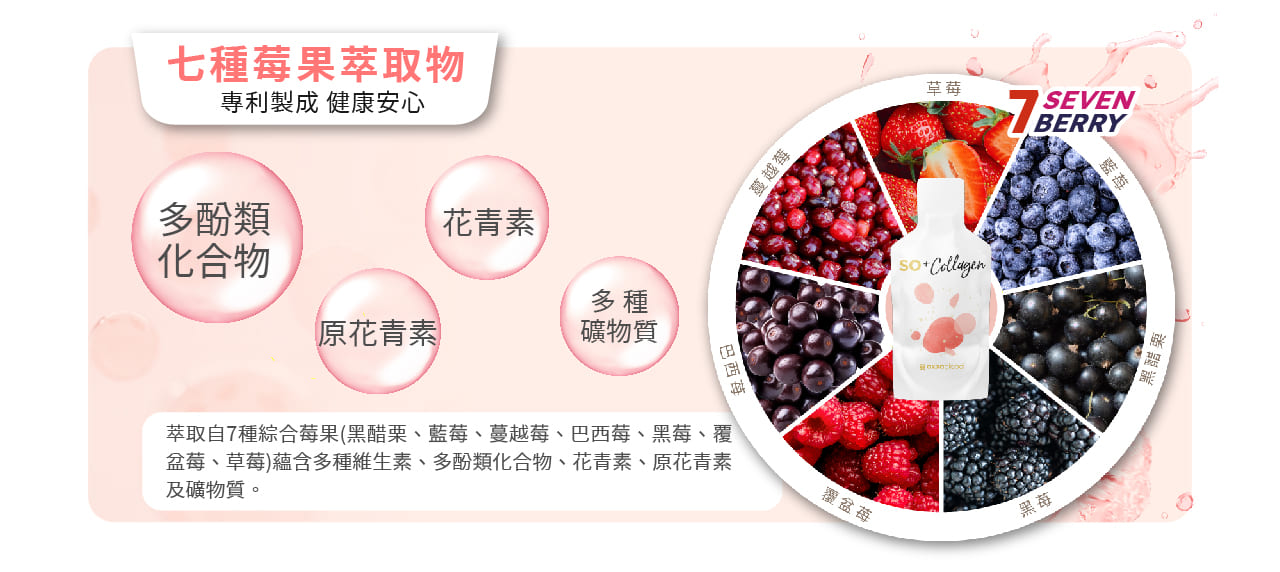 七種莓果萃取物
專利製成 健康安心
多酚類
化合物
花青素
原花青素
多種
礦物質
萃取自7種綜合莓果(黑醋栗、藍莓、蔓越莓、巴西莓、黑莓、覆
盆莓、草莓)蘊含多種維生素、多酚類化合物、花青素、原花青素
及礦物質。
草莓
7 SEVEN
BERRY
藍莓
黑醋栗
黑莓
覆盆莓
巴西莓
蔓越莓
SO+Collagen